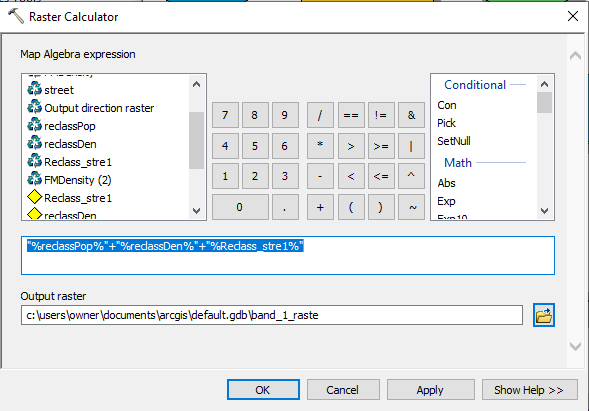 Raster Calculator
Map Algebra expression
street
Output direction raster
reclassPop
reclassDen
Reclass_stre1
FMDensity (2)
Reclass_stre1
reclassDen
7 8 9 / == != &
4 5 6 * > >= |
1 2 3 - < <= ^
0 . + ( ) ~
Conditional
Con
Pick
SetNull
Math
Abs
Exp
Exp10
"%reclassPop%"+"%reclassDen%"+"%Reclass_stre1%"
Output raster
c:\users\owner\documents\arcgis\default.gdb\band_1_raste
OK Cancel Apply Show Help >>